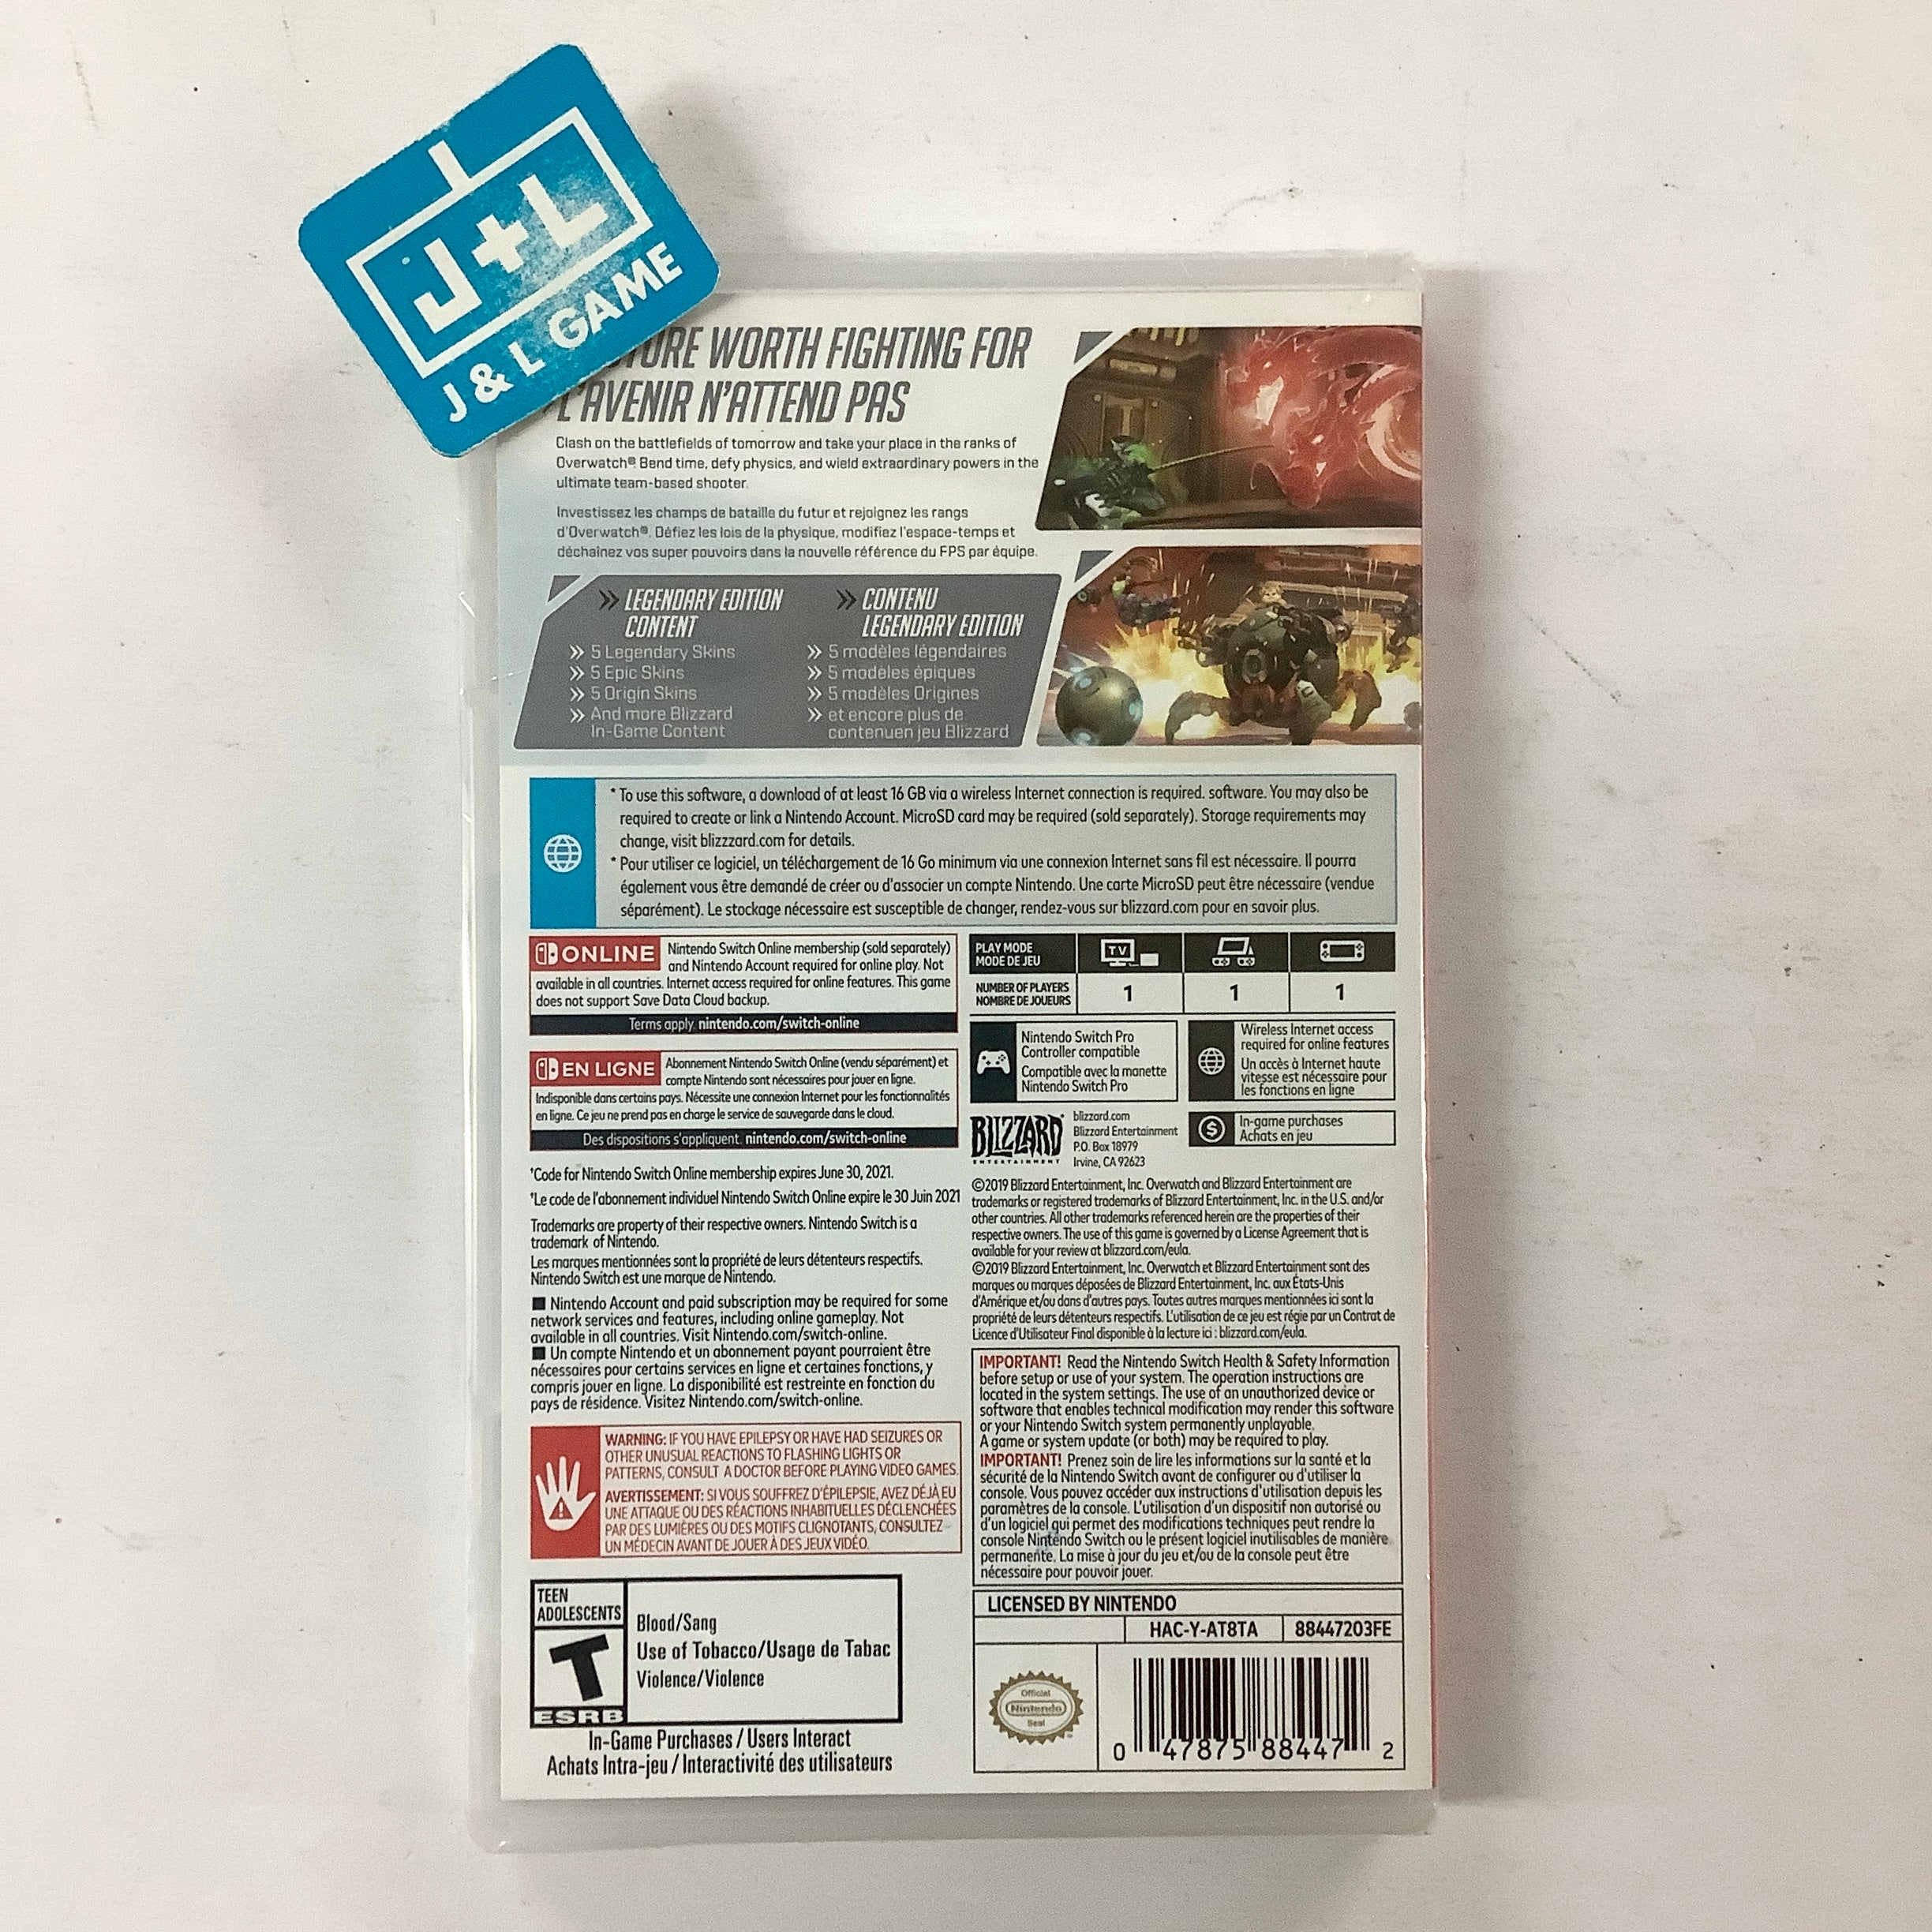 J+L
J & L GAME
WORTH FIGHTING FOR
L'AVENIR N'ATTEND PAS
Clash on the battlefields of tomorrow and take your place in the ranks of
Overwatch® Bend time, defy physics, and wield extraordinary powers in the
ultimate team-based shooter.
Investissez les champs de bataille du futur et rejoignez les rangs
d'Overwatch®. Défiez les lois de la physique, modifiez l'espace-temps et
déchaînez vos super pouvoirs dans la nouvelle référence du FPS par équipe.
LEGENDARY EDITION
CONTENT
5 Legendary Skins
5 Epic Skins
5 Origin Skins
And more Blizzard
In-Game Content
CONTENU
LEGENDARY EDITION
5 modèles légendaires
5 modèles épiques
5 modèles Origines
et encore plus de
contenuen jeu Blizzard
* To use this software, a download of at least 16 GB via a wireless Internet connection is required. software. You may also be
required to create or link a Nintendo Account. MicroSD card may be required (sold separately). Storage requirements may
change, visit blizzzard.com for details.
* Pour utiliser ce logiciel, un téléchargement de 16 Go minimum via une connexion Internet sans fil est nécessaire. Il pourra
également vous être demandé de créer ou d'associer un compte Nintendo. Une carte MicroSD peut être nécessaire (vendue
séparément). Le stockage nécessaire est susceptible de changer, rendez-vous sur blizzard.com pour en savoir plus.
ONLINE
Nintendo Switch Online membership (sold separately)
and Nintendo Account required for online play. Not
available in all countries. Internet access required for online features. This game
does not support Save Data Cloud backup.
Terms apply. nintendo.com/switch-online
EN LIGNE
Abonnement Nintendo Switch Online (vendu séparément) et
compte Nintendo sont nécessaires pour jouer en ligne.
Indisponible dans certains pays. Nécessite une connexion Internet pour les fonctionnalités
en ligne. Ce jeu ne prend pas en charge le service de sauvegarde dans le cloud.
Des dispositions s'appliquent. nintendo.com/switch-online
†Code for Nintendo Switch Online membership expires June 30, 2021.
†Le code de l'abonnement individuel Nintendo Switch Online expire le 30 Juin 2021
Trademarks are property of their respective owners. Nintendo Switch is a
trademark of Nintendo.
Les marques mentionnées sont la propriété de leurs détenteurs respectifs.
Nintendo Switch est une marque de Nintendo.
■ Nintendo Account and paid subscription may be required for some
network services and features, including online gameplay. Not
available in all countries. Visit Nintendo.com/switch-online.
■ Un compte Nintendo et un abonnement payant pourraient être
nécessaires pour certains services en ligne et certaines fonctions, y
compris jouer en ligne. La disponibilité est restreinte en fonction du
pays de résidence. Visitez Nintendo.com/switch-online.
WARNING: IF YOU HAVE EPILEPSY OR HAVE HAD SEIZURES OR
OTHER UNUSUAL REACTIONS TO FLASHING LIGHTS OR
PATTERNS, CONSULT A DOCTOR BEFORE PLAYING VIDEO GAMES.
AVERTISSEMENT: SI VOUS SOUFFREZ D'ÉPILEPSIE, AVEZ DÉJÀ EU
UNE ATTAQUE OU DES RÉACTIONS INHABITUELLES DÉCLENCHÉES
PAR DES LUMIÈRES OU DES MOTIFS CLIGNOTANTS, CONSULTEZ
UN MÉDECIN AVANT DE JOUER À DES JEUX VIDÉO.
TEEN
ADOLESCENTS
T
ESRB
Blood/Sang
Use of Tobacco/Usage de Tabac
Violence/Violence
In-Game Purchases / Users Interact
Achats Intra-jeu / Interactivité des utilisateurs
PLAY MODE
MODE DE JEU
TV
NUMBER OF PLAYERS
NOMBRE DE JOUEURS
1
1
1
Nintendo Switch Pro
Controller compatible
Compatible avec la manette
Nintendo Switch Pro
Wireless Internet access
required for online features
Un accès à Internet haute
vitesse est nécessaire pour
les fonctions en ligne
BLIZZARD
ENTERTAINMENT
blizzard.com
Blizzard Entertainment
P.O. Box 18979
Irvine, CA 92623
In-game purchases
Achats en jeu
©2019 Blizzard Entertainment, Inc. Overwatch and Blizzard Entertainment are
trademarks or registered trademarks of Blizzard Entertainment, Inc. in the U.S. and/or
other countries. All other trademarks referenced herein are the properties of their
respective owners. The use of this game is governed by a License Agreement that is
available for your review at blizzard.com/eula.
©2019 Blizzard Entertainment, Inc. Overwatch et Blizzard Entertainment sont des
marques ou marques déposées de Blizzard Entertainment, Inc. aux États-Unis
d'Amérique et/ou dans d'autres pays. Toutes autres marques mentionnées ici sont la
propriété de leurs détenteurs respectifs. L'utilisation de ce jeu est régie par un Contrat de
Licence d'Utilisateur Final disponible à la lecture ici : blizzard.com/eula.
IMPORTANT! Read the Nintendo Switch Health & Safety Information
before setup or use of your system. The operation instructions are
located in the system settings. The use of an unauthorized device or
software that enables technical modification may render this software
or your Nintendo Switch system permanently unplayable.
A game or system update (or both) may be required to play.
IMPORTANT! Prenez soin de lire les informations sur la santé et la
sécurité de la Nintendo Switch avant de configurer ou d'utiliser la
console. Vous pouvez accéder aux instructions d'utilisation depuis les
paramètres de la console. L'utilisation d'un dispositif non autorisé ou
d'un logiciel qui permet des modifications techniques peut rendre la
console Nintendo Switch ou le présent logiciel inutilisables de manière
permanente. La mise à jour du jeu et/ou de la console peut être
nécessaire pour pouvoir jouer.
LICENSED BY NINTENDO
HAC-Y-AT8TA
88447203FE
Official
Nintendo
Seal
0 47875 88447 2